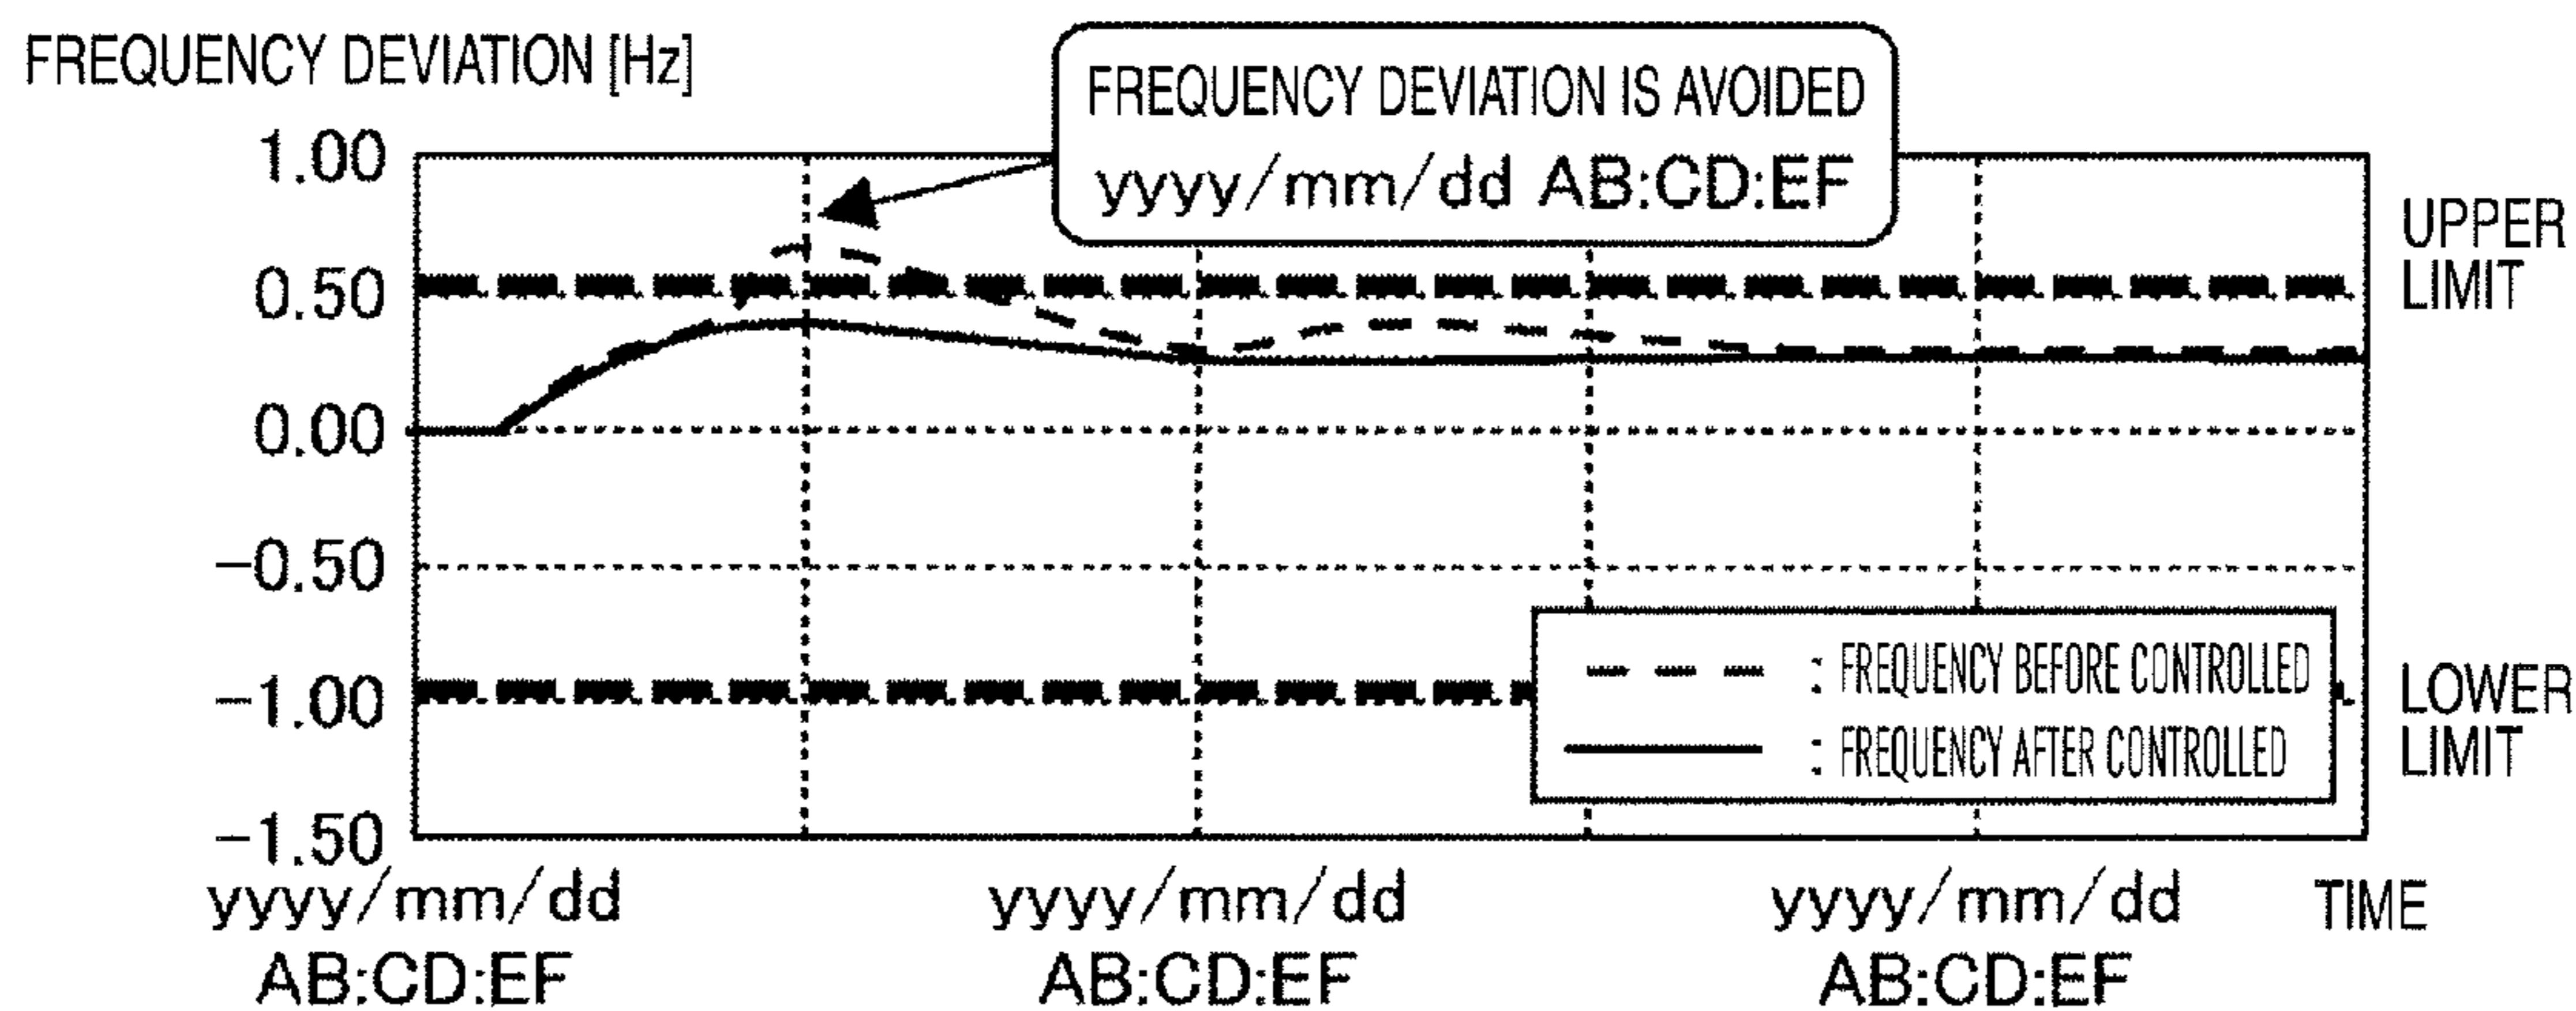 FREQUENCY DEVIATION [Hz]
FREQUENCY DEVIATION IS AVOIDED
yyyy/mm/dd AB:CD:EF
1.00
0.50
0.00
−0.50
−1.00
−1.50
UPPER
LIMIT
LOWER
LIMIT
: FREQUENCY BEFORE CONTROLLED
: FREQUENCY AFTER CONTROLLED
yyyy/mm/dd
AB:CD:EF
yyyy/mm/dd
AB:CD:EF
yyyy/mm/dd
AB:CD:EF
TIME